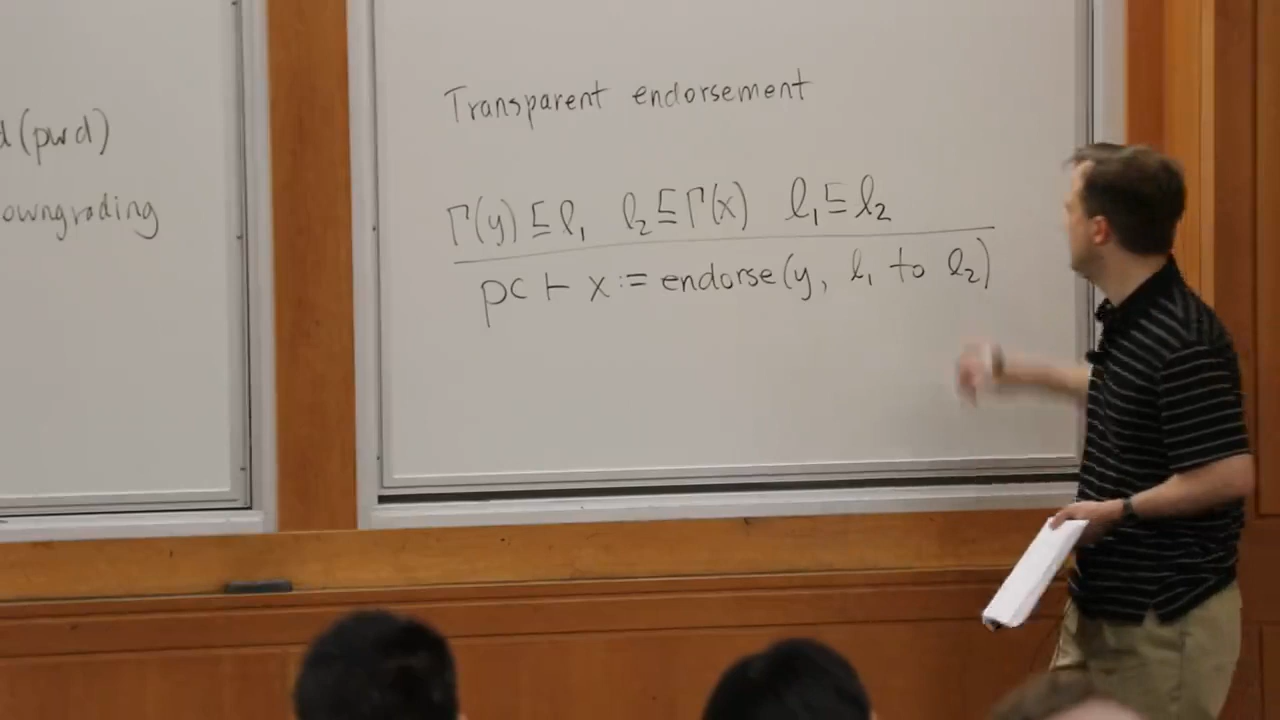 (pwd)
owngrading
Transparent endorsement
Γ(y) ⊑ l₁ l₂ ⊑ Γ(x) l₁ ⊑ l₂
pc ⊢ x := endorse(y, l₁ to l₂)